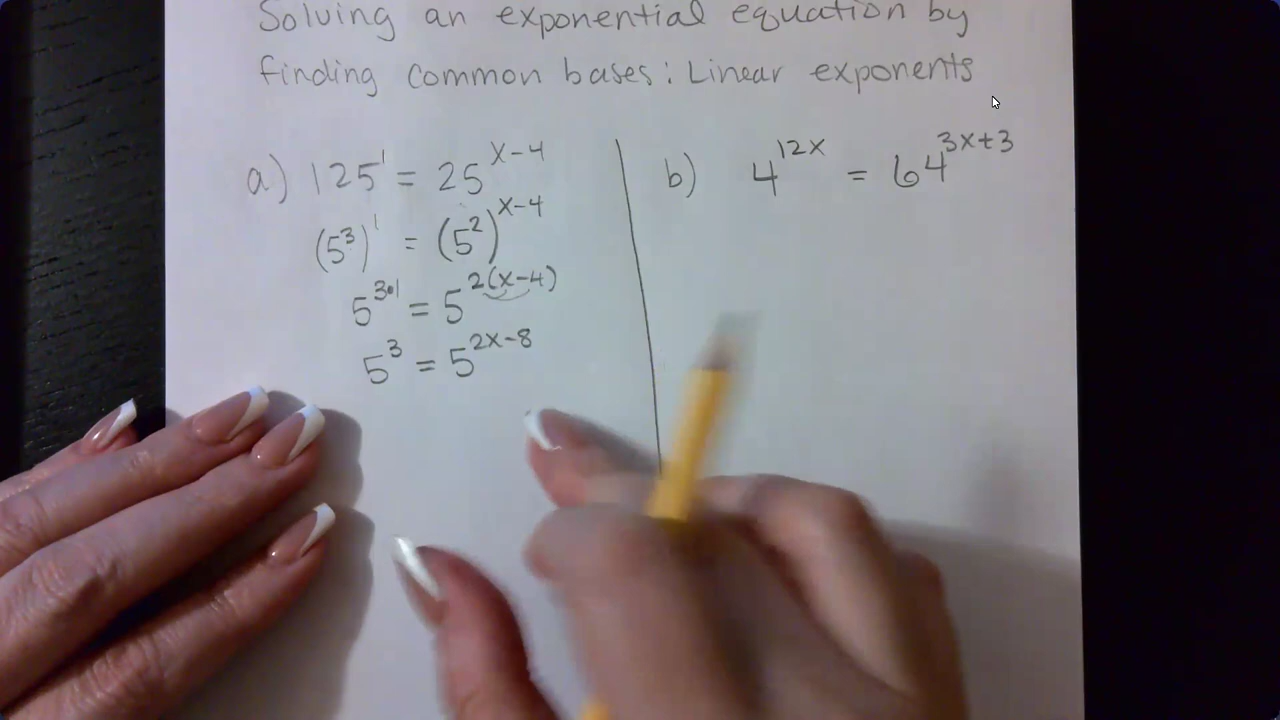 Solving an exponential equation by
finding common bases: Linear exponents
a) 125^1 = 25^{x-4}
(5^3)^1 = (5^2)^{x-4}
5^{3•1} = 5^{2(x-4)}
5^3 = 5^{2x-8}
b) 4^{12x} = 64^{3x+3}